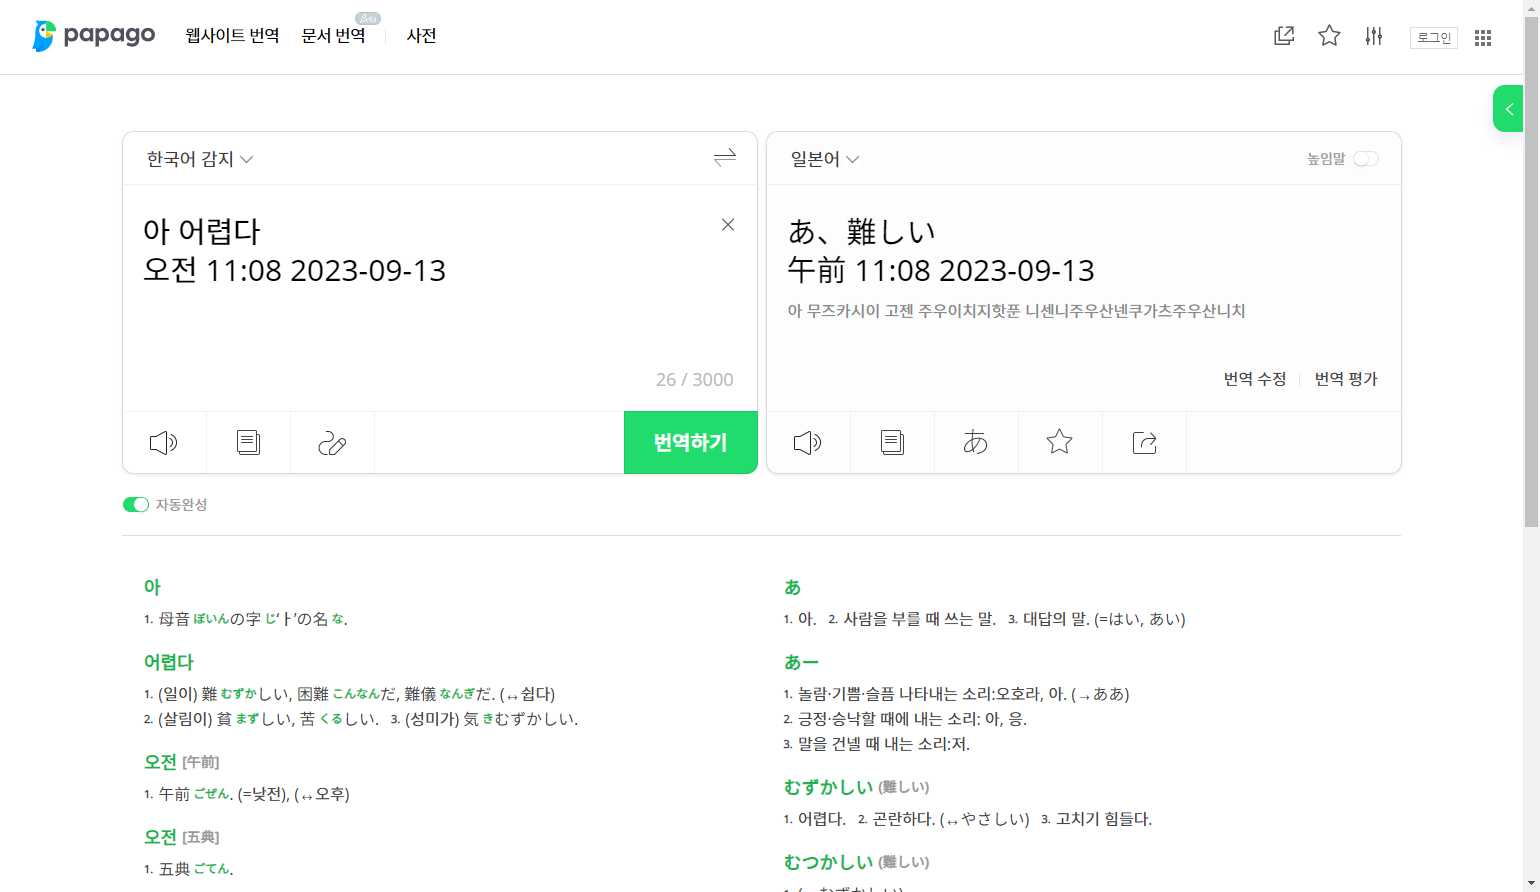 papago
웹사이트 번역 문서 번역 Beta 사전
로그인
한국어 감지
아 어렵다
오전 11:08 2023-09-13
26 / 3000
번역하기
일본어
높임말
あ、難しい
午前 11:08 2023-09-13
아 무즈카시이 고젠 주우이치지핫푼 니센니주우산넨쿠가츠주우산니치
번역 수정 번역 평가
あ
자동완성
아
1. 母音 ぼいんの字 じ‘ㅏ’の名 な.
어렵다
1. (일이) 難 むずかしい, 困難 こんなんだ, 難儀 なんぎだ. (↔쉽다)
2. (살림이) 貧 まずしい, 苦 くるしい. 3. (성미가) 気 きむずかしい.
오전 [午前]
1. 午前 ごぜん. (=낮전), (↔오후)
오전 [五典]
1. 五典 ごてん.
あ
1. 아. 2. 사람을 부를 때 쓰는 말. 3. 대답의 말. (=はい, あい)
あー
1. 놀람·기쁨·슬픔 나타내는 소리:오호라, 아. (→ああ)
2. 긍정·승낙할 때에 내는 소리: 아, 응.
3. 말을 건넬 때 내는 소리:저.
むずかしい (難しい)
1. 어렵다. 2. 곤란하다. (↔やさしい) 3. 고치기 힘들다.
むつかしい (難しい)